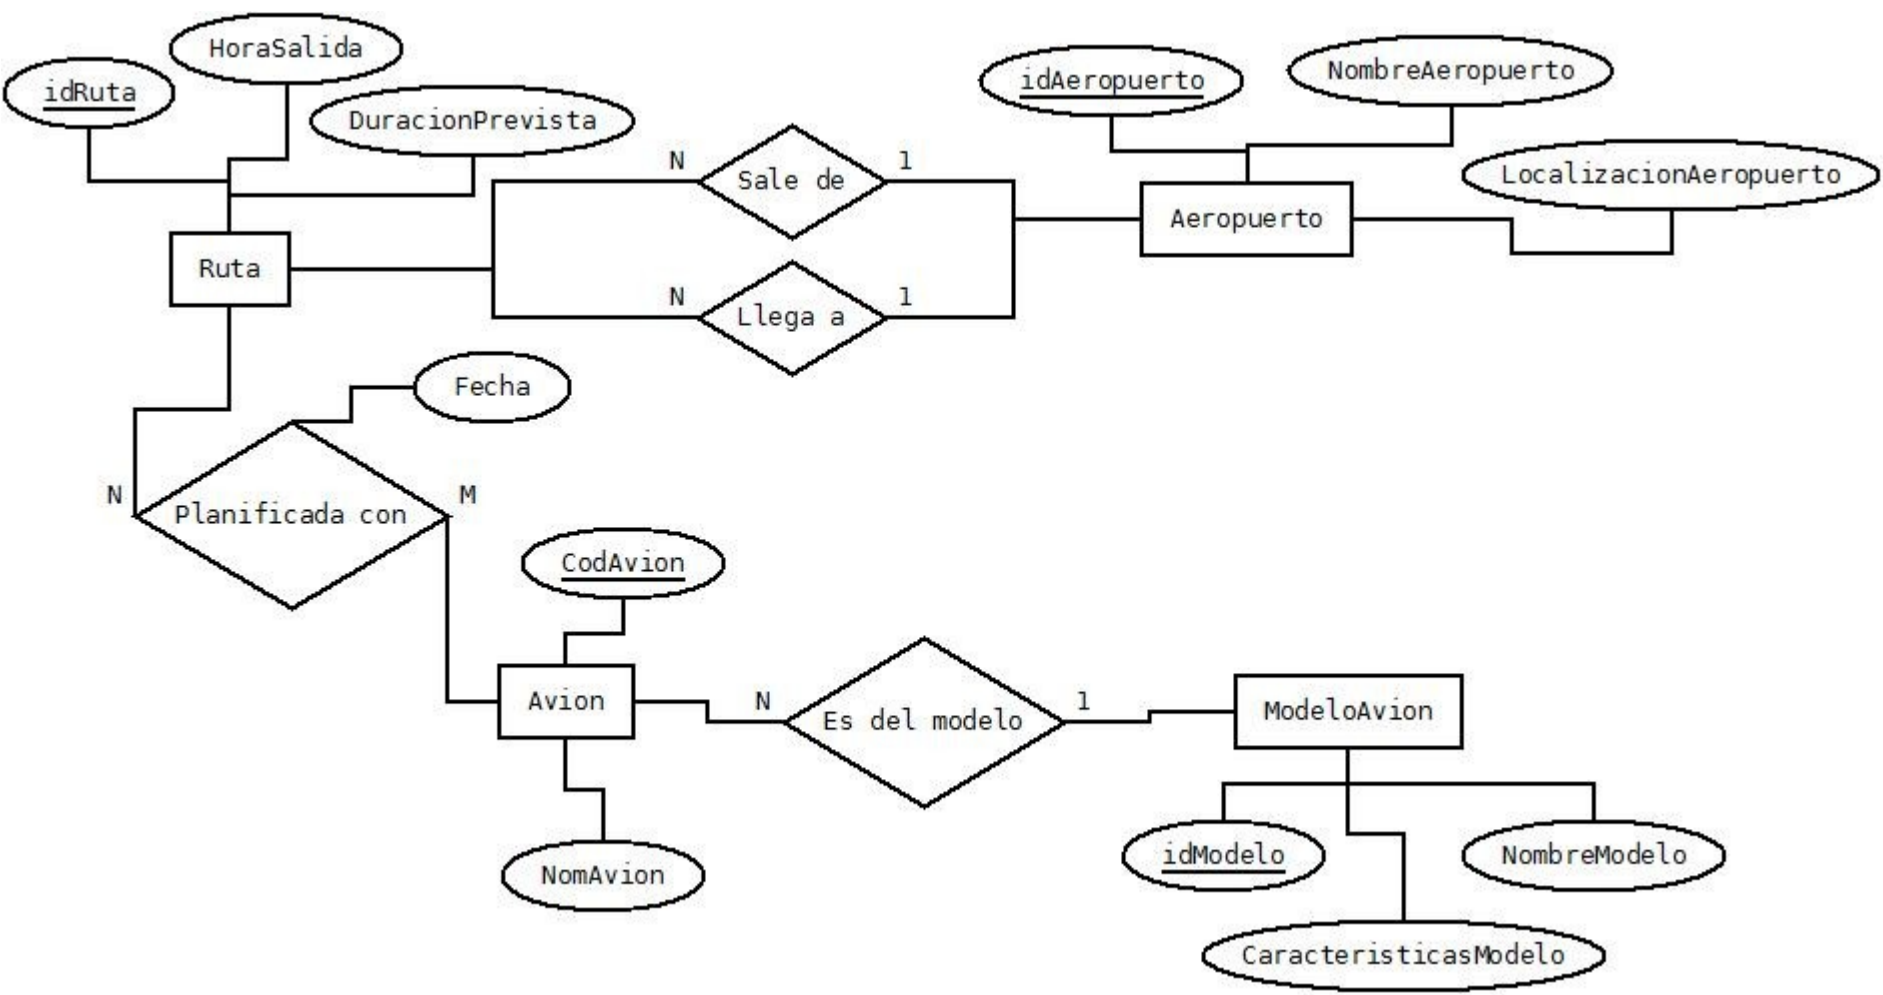 HoraSalida
idRuta
DuracionPrevista
idAeropuerto
NombreAeropuerto
LocalizacionAeropuerto
N
Sale de
1
Aeropuerto
Ruta
N
Llega a
1
Fecha
N
Planificada con
M
CodAvion
Avion
N
Es del modelo
1
ModeloAvion
NomAvion
idModelo
NombreModelo
CaracteristicasModelo